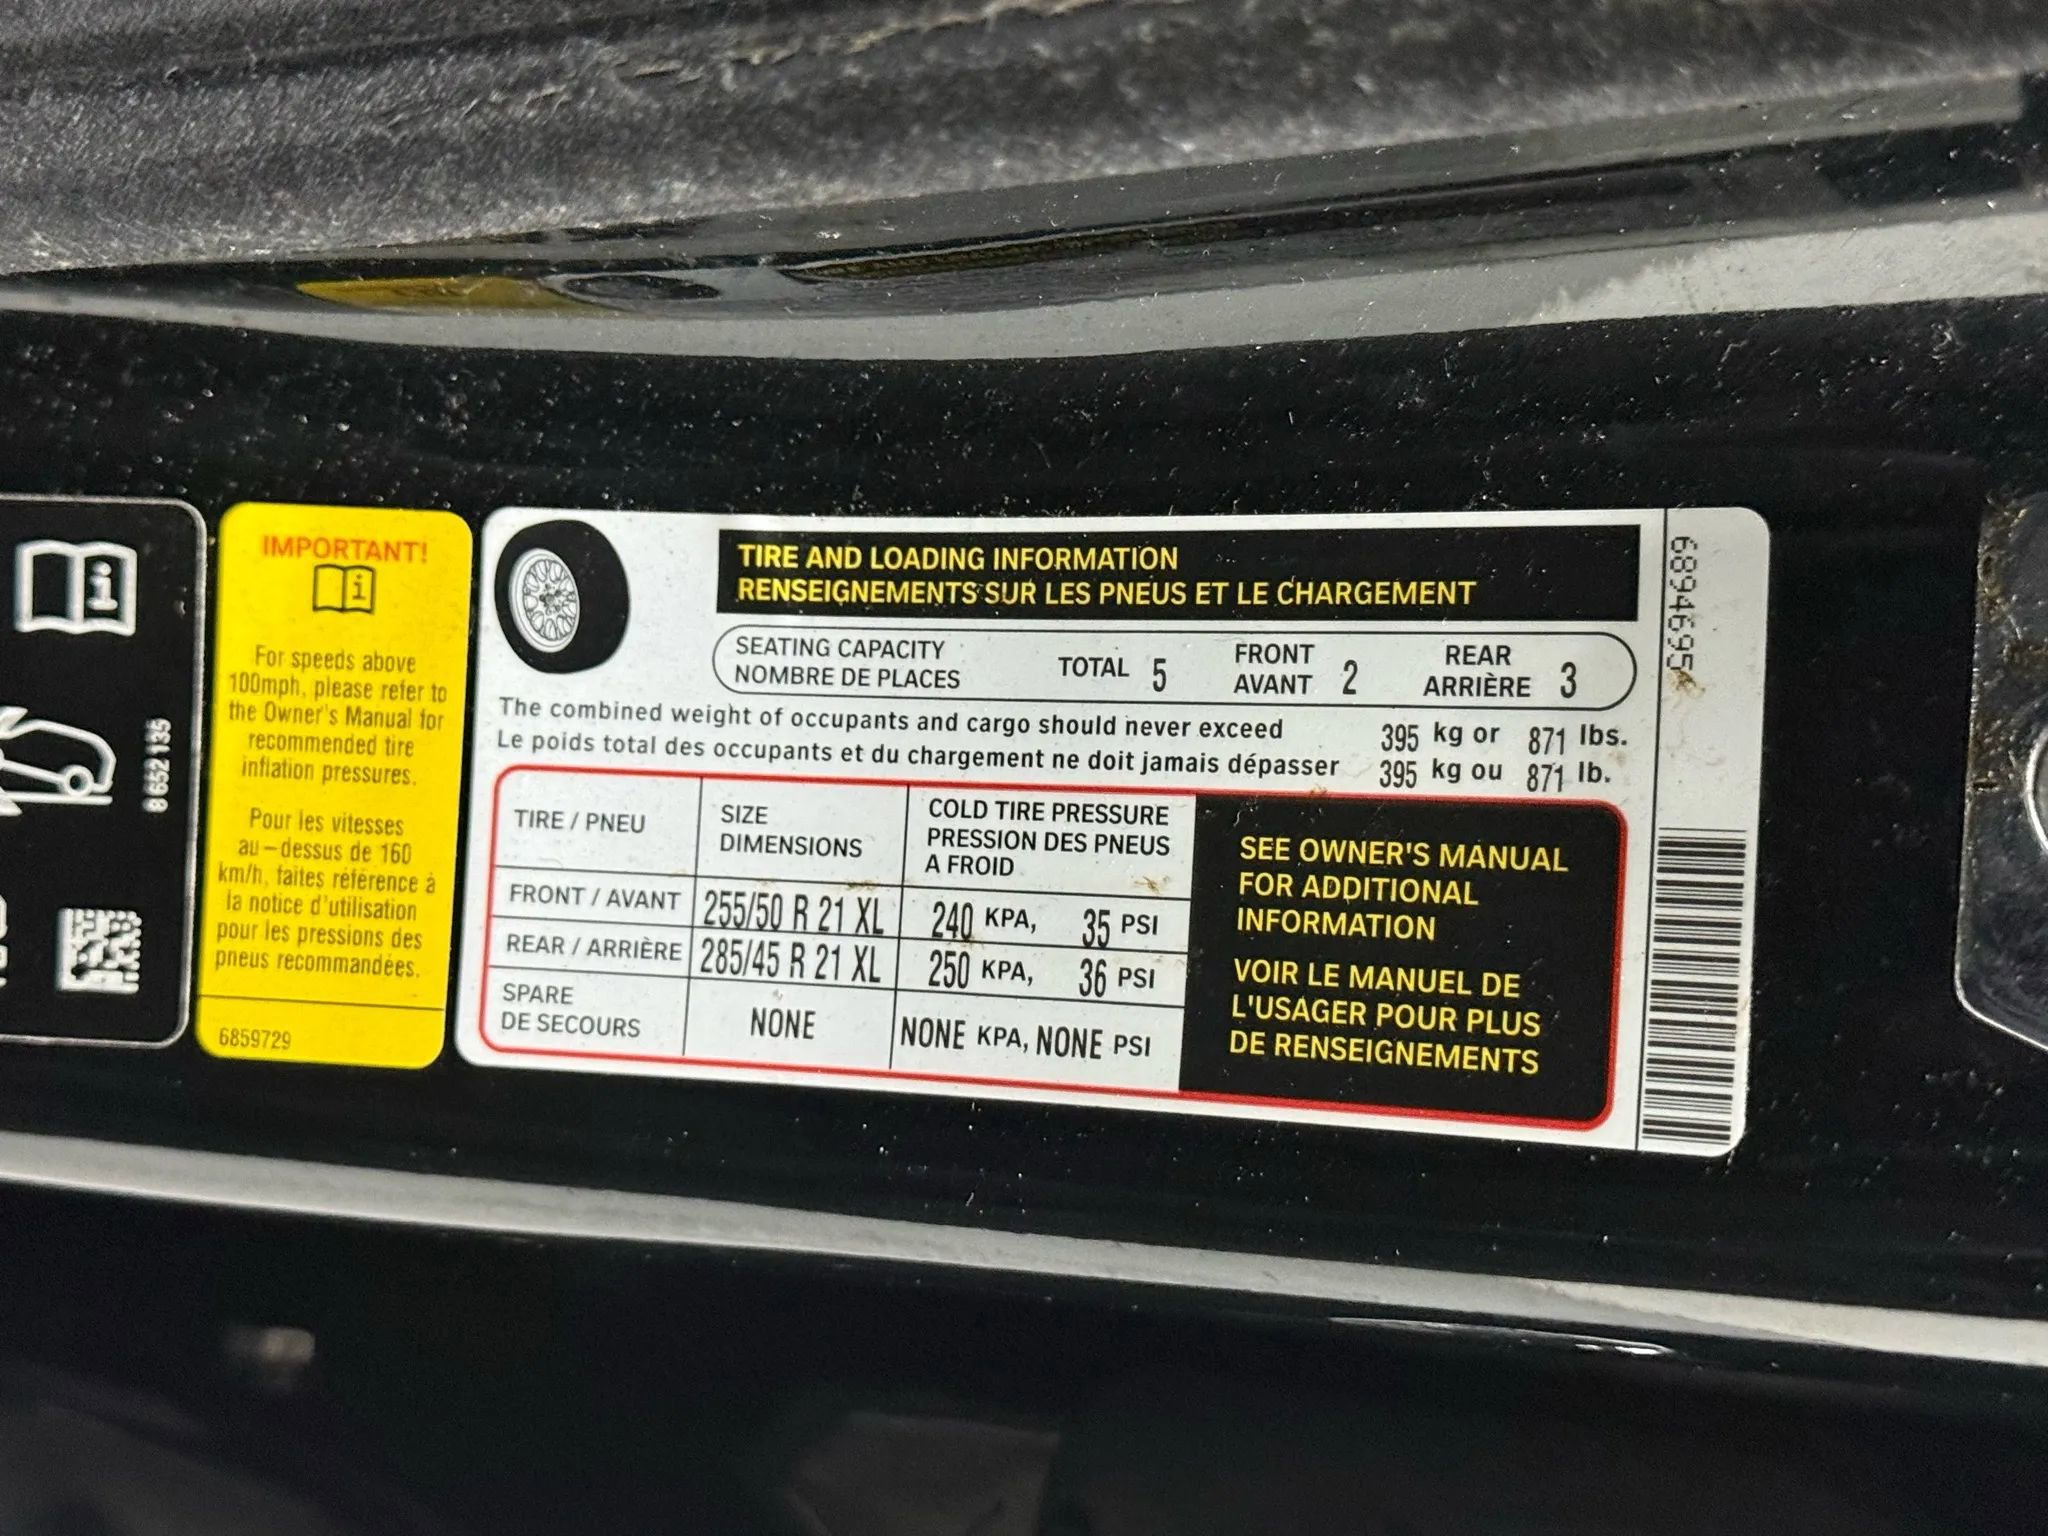 8652135
IMPORTANT!
For speeds above
100mph, please refer to
the Owner's Manual for
recommended tire
inflation pressures.
Pour les vitesses
au-dessus de 160
km/h, faites référence à
la notice d'utilisation
pour les pressions des
pneus recommandées.
6859729
TIRE AND LOADING INFORMATION
RENSEIGNEMENTS SUR LES PNEUS ET LE CHARGEMENT
SEATING CAPACITY
NOMBRE DE PLACES
TOTAL 5
FRONT
AVANT 2
REAR
ARRIÈRE 3
The combined weight of occupants and cargo should never exceed 395 kg or 871 lbs.
Le poids total des occupants et du chargement ne doit jamais dépasser 395 kg ou 871 lb.
TIRE / PNEU
SIZE
DIMENSIONS
COLD TIRE PRESSURE
PRESSION DES PNEUS
A FROID
FRONT / AVANT 255/50 R 21 XL 240 KPA, 35 PSI
REAR / ARRIÈRE 285/45 R 21 XL 250 KPA, 36 PSI
SPARE
DE SECOURS NONE NONE KPA, NONE PSI
SEE OWNER'S MANUAL
FOR ADDITIONAL
INFORMATION
VOIR LE MANUEL DE
L'USAGER POUR PLUS
DE RENSEIGNEMENTS